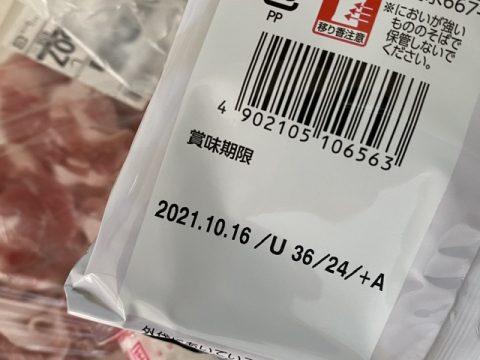 PP
移り香注意
※においが強い
もののそばで
保管しないで
ください。
4 902105 106563
賞味期限
2021.10.16 /U 36/24/+A